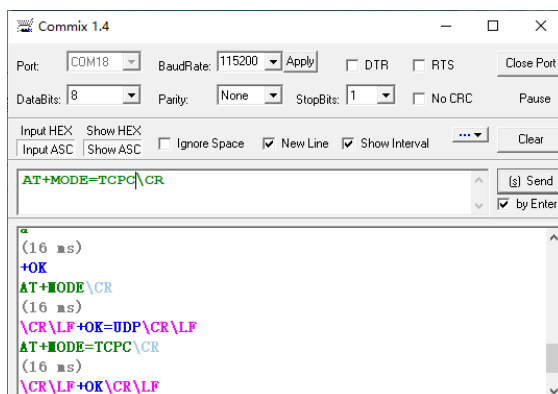 Commix 1.4
Port: COM18 BaudRate: 115200 Apply DTR RTS Close Port
DataBits: 8 Parity: None StopBits: 1 No CRC Pause
Input HEX Show HEX
Input ASC Show ASC Ignore Space New Line Show Interval ... Clear
AT+MODE=TCPC\CR
(s) Send
by Enter
a
(16 ms)
+OK
AT+MODE\CR
(16 ms)
\CR\LF+OK=UDP\CR\LF
AT+MODE=TCPC\CR
(16 ms)
\CR\LF+OK\CR\LF